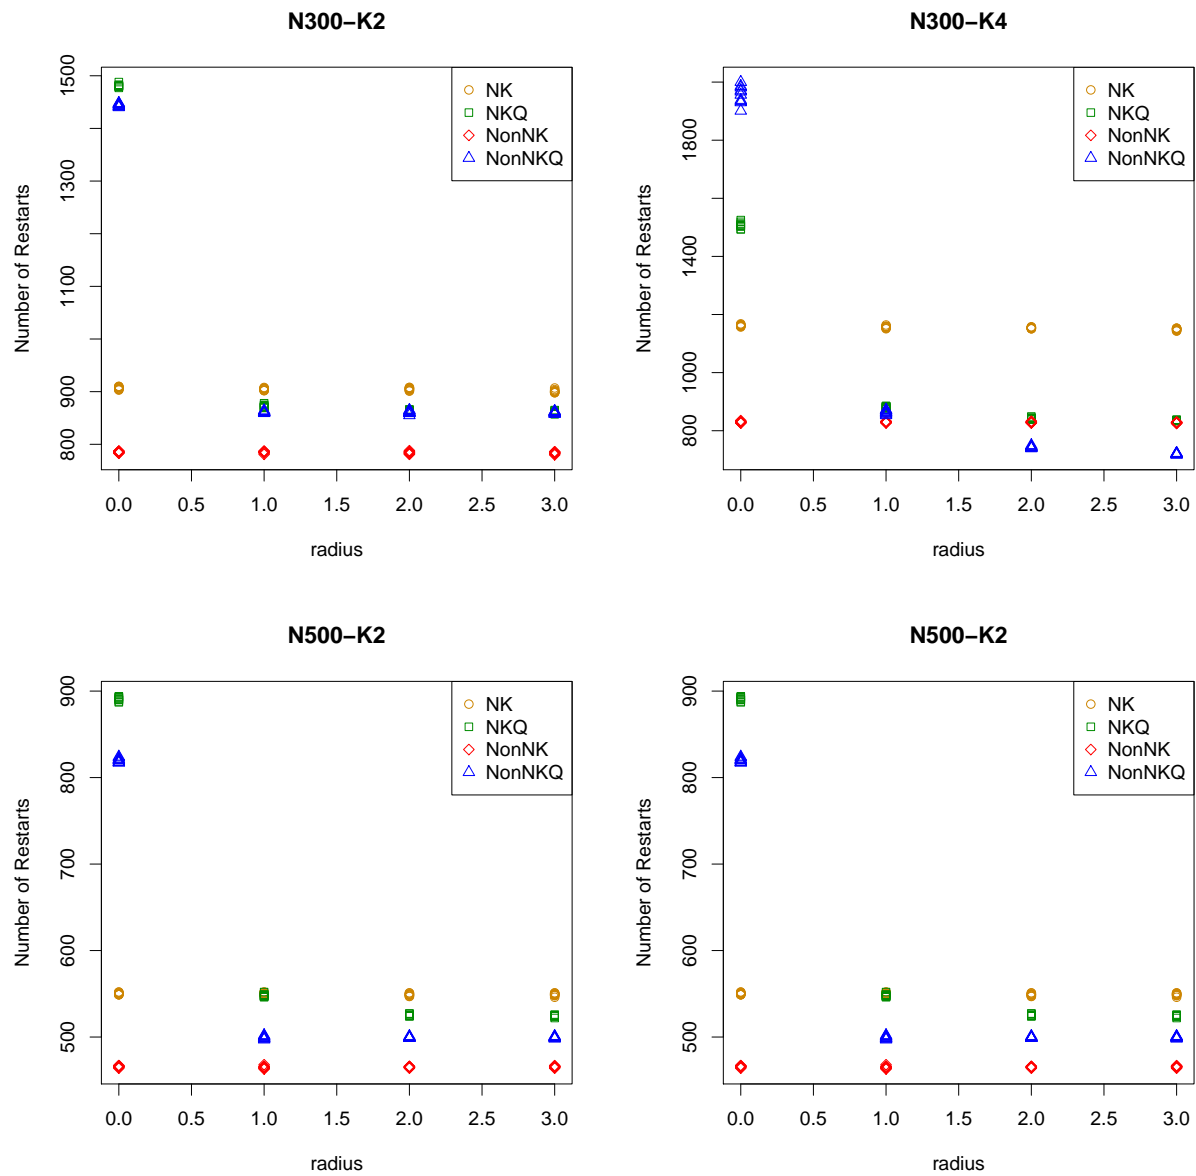 N300−K2
Number of Restarts
1500
1300
1100
900
800
NK
NKQ
NonNK
NonNKQ
0.0 0.5 1.0 1.5 2.0 2.5 3.0
radius
N300−K4
Number of Restarts
1800
1400
1000
800
NK
NKQ
NonNK
NonNKQ
0.0 0.5 1.0 1.5 2.0 2.5 3.0
radius
N500−K2
Number of Restarts
900
800
700
600
500
NK
NKQ
NonNK
NonNKQ
0.0 0.5 1.0 1.5 2.0 2.5 3.0
radius
N500−K2
Number of Restarts
900
800
700
600
500
NK
NKQ
NonNK
NonNKQ
0.0 0.5 1.0 1.5 2.0 2.5 3.0
radius